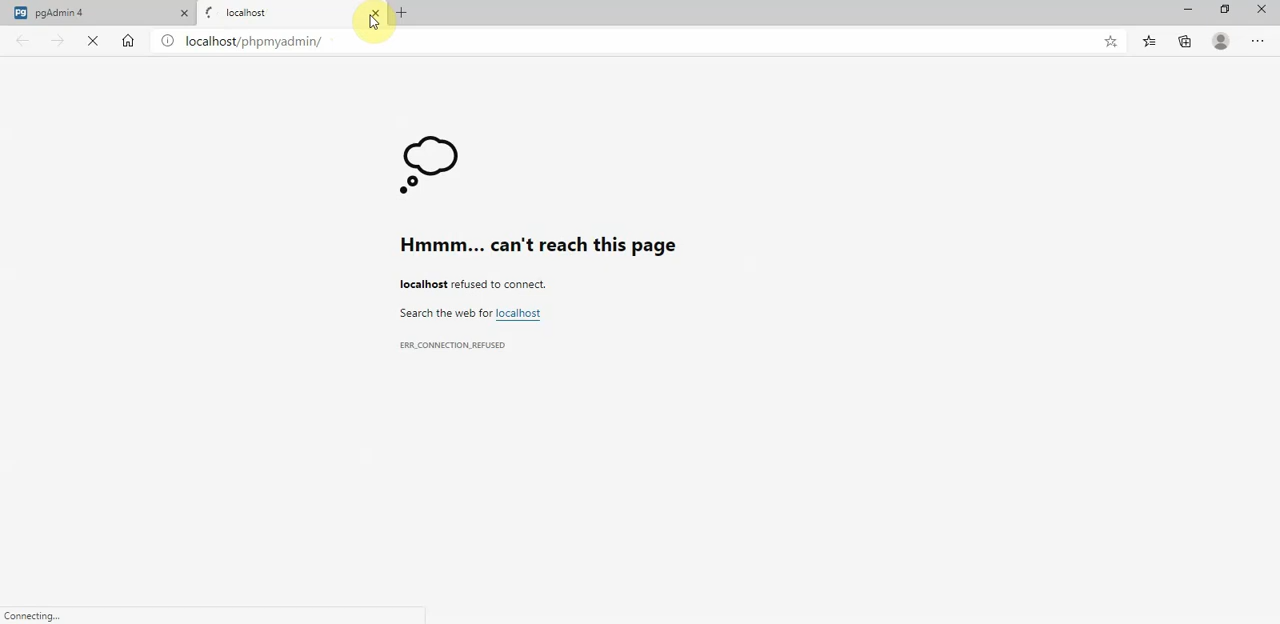 pgAdmin 4
localhost
localhost/phpmyadmin/
Hmmm... can't reach this page
localhost refused to connect.
Search the web for localhost
ERR_CONNECTION_REFUSED
Connecting...